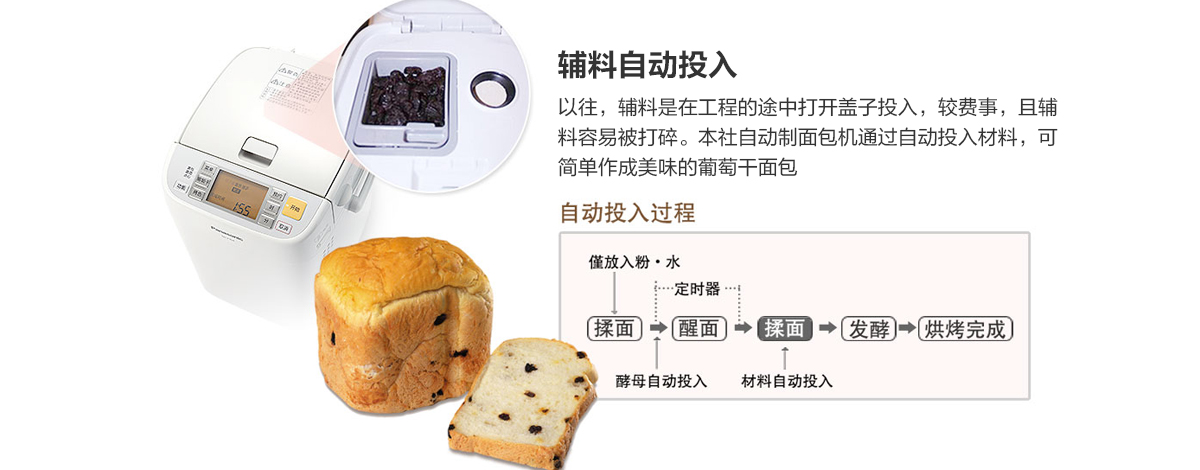 辅料自动投入
以往，辅料是在工程的途中打开盖子投入，较费事，且辅
料容易被打碎。本社自动制面包机通过自动投入材料，可
简单作成美味的葡萄干面包
自动投入过程
僅放入粉·水
定时器
揉面 醒面 揉面 发酵 烘烤完成
酵母自动投入 材料自动投入
1:55
开始
取消
Panasonic